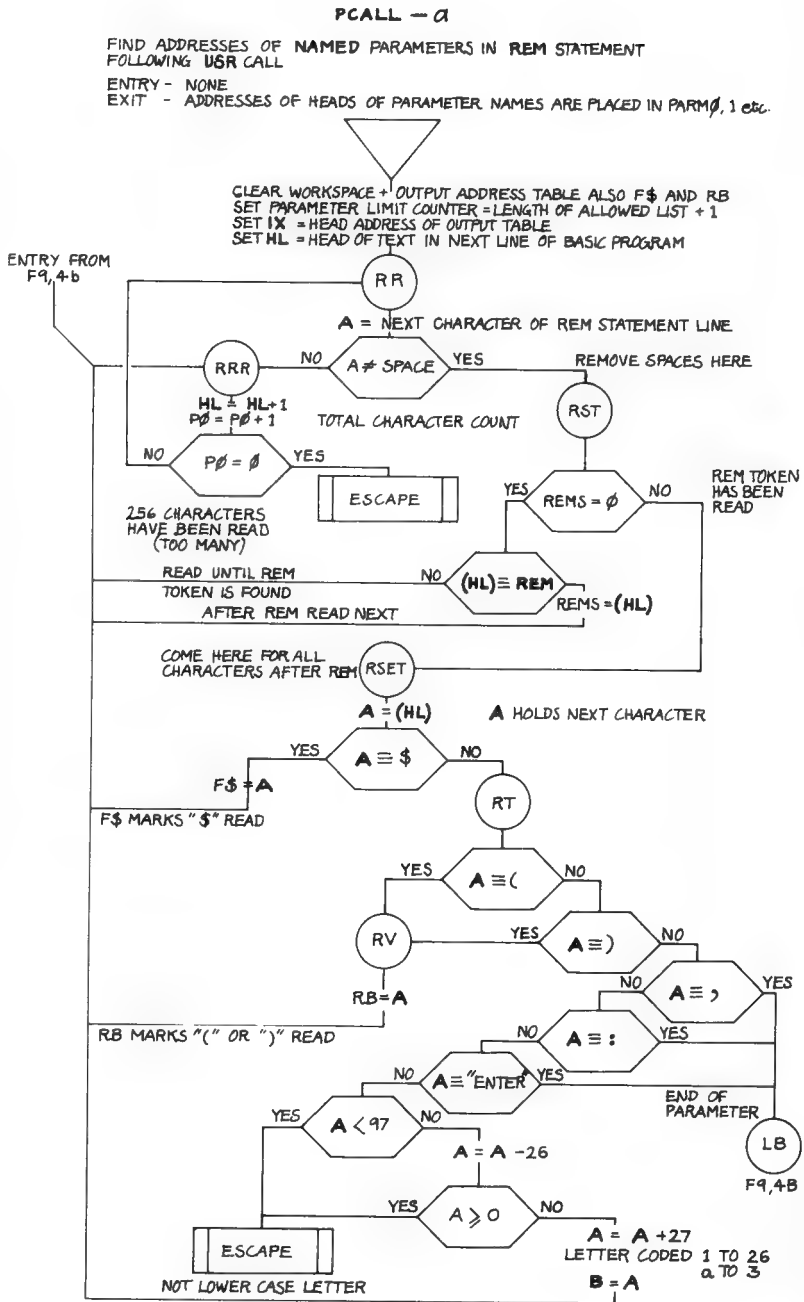 PCALL — a
FIND ADDRESSES OF NAMED PARAMETERS IN REM STATEMENT
FOLLOWING USR CALL
ENTRY - NONE
EXIT - ADDRESSES OF HEADS OF PARAMETER NAMES ARE PLACED IN PARMØ, 1 etc.
CLEAR WORKSPACE + OUTPUT ADDRESS TABLE ALSO F$ AND RB
SET PARAMETER LIMIT COUNTER = LENGTH OF ALLOWED LIST + 1
SET IX = HEAD ADDRESS OF OUTPUT TABLE
SET HL = HEAD OF TEXT IN NEXT LINE OF BASIC PROGRAM
ENTRY FROM
F9,4b
RR
A = NEXT CHARACTER OF REM STATEMENT LINE
RRR
NO
A ≠ SPACE
YES
REMOVE SPACES HERE
HL = HL+1
PØ = PØ+1
TOTAL CHARACTER COUNT
RST
NO
PØ = Ø
YES
ESCAPE
YES
REMS = Ø
NO
REM TOKEN
HAS BEEN
READ
256 CHARACTERS
HAVE BEEN READ
(TOO MANY)
READ UNTIL REM
TOKEN IS FOUND
NO
(HL) ≡ REM
REMS = (HL)
AFTER REM READ NEXT
COME HERE FOR ALL
CHARACTERS AFTER REM
RSET
A = (HL)
A HOLDS NEXT CHARACTER
YES
A ≡ $
NO
F$ = A
RT
F$ MARKS "$" READ
YES
A ≡ (
NO
RV
YES
A ≡ )
NO
RB = A
NO
A ≡ ,
YES
RB MARKS "(" OR ")" READ
NO
A ≡ :
YES
NO
A ≡ "ENTER"
YES
END OF
PARAMETER
YES
A < 97
NO
LB
A = A -26
F9,4B
YES
A ⩾ 0
NO
ESCAPE
A = A +27
LETTER CODED 1 TO 26
a TO 3
NOT LOWER CASE LETTER
B = A